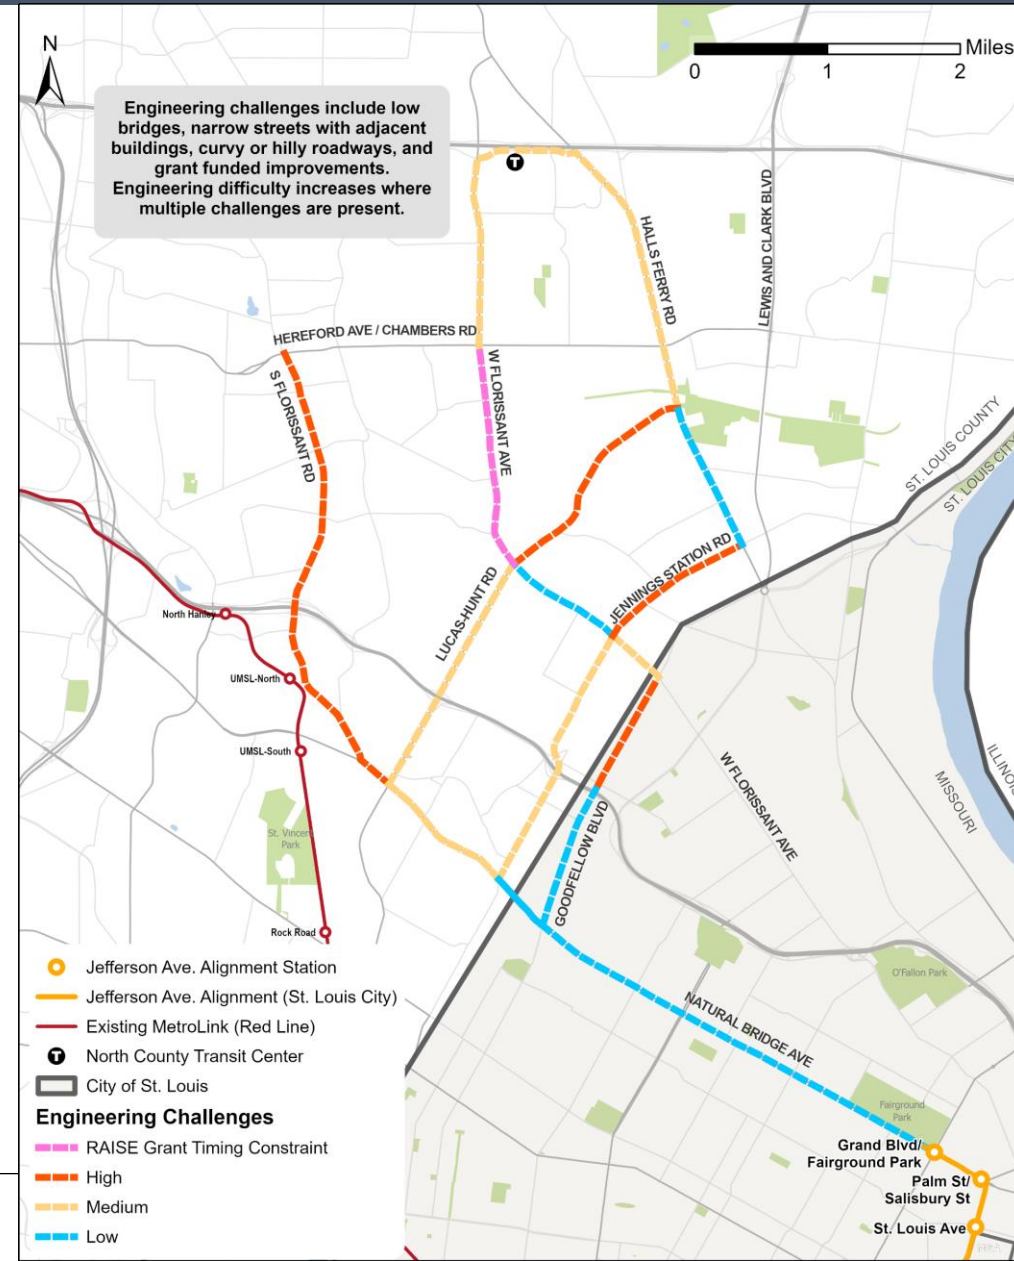 N
Miles
0
1
2
Engineering challenges include low
bridges, narrow streets with adjacent
buildings, curvy or hilly roadways, and
grant funded improvements.
Engineering difficulty increases where
multiple challenges are present.
T
HALLS FERRY RD
LEWIS AND CLARK BLVD
HEREFORD AVE / CHAMBERS RD
S FLORISSANT RD
W FLORISSANT AVE
ST. LOUIS COUNTY
ST. LOUIS CITY
JENNINGS STATION RD
LUCAS-HUNT RD
North Hanley
UMSL-North
UMSL-South
W FLORISSANT AVE
ILLINOIS
MISSOURI
GOODFELLOW BLVD
St. Vincent
Park
Rock Road
O'Fallon Park
NATURAL BRIDGE AVE
Fairground
Park
Grand Blvd/
Fairground Park
Palm St/
Salisbury St
St. Louis Ave
Jefferson Ave. Alignment Station
Jefferson Ave. Alignment (St. Louis City)
Existing MetroLink (Red Line)
T North County Transit Center
City of St. Louis
Engineering Challenges
RAISE Grant Timing Constraint
High
Medium
Low